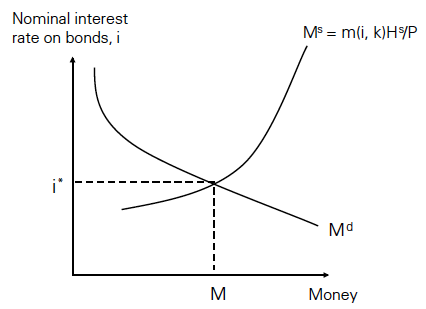 Nominal interest
rate on bonds, i
Mˢ = m(i, k)Hˢ/P
i*
Mᵈ
M
Money